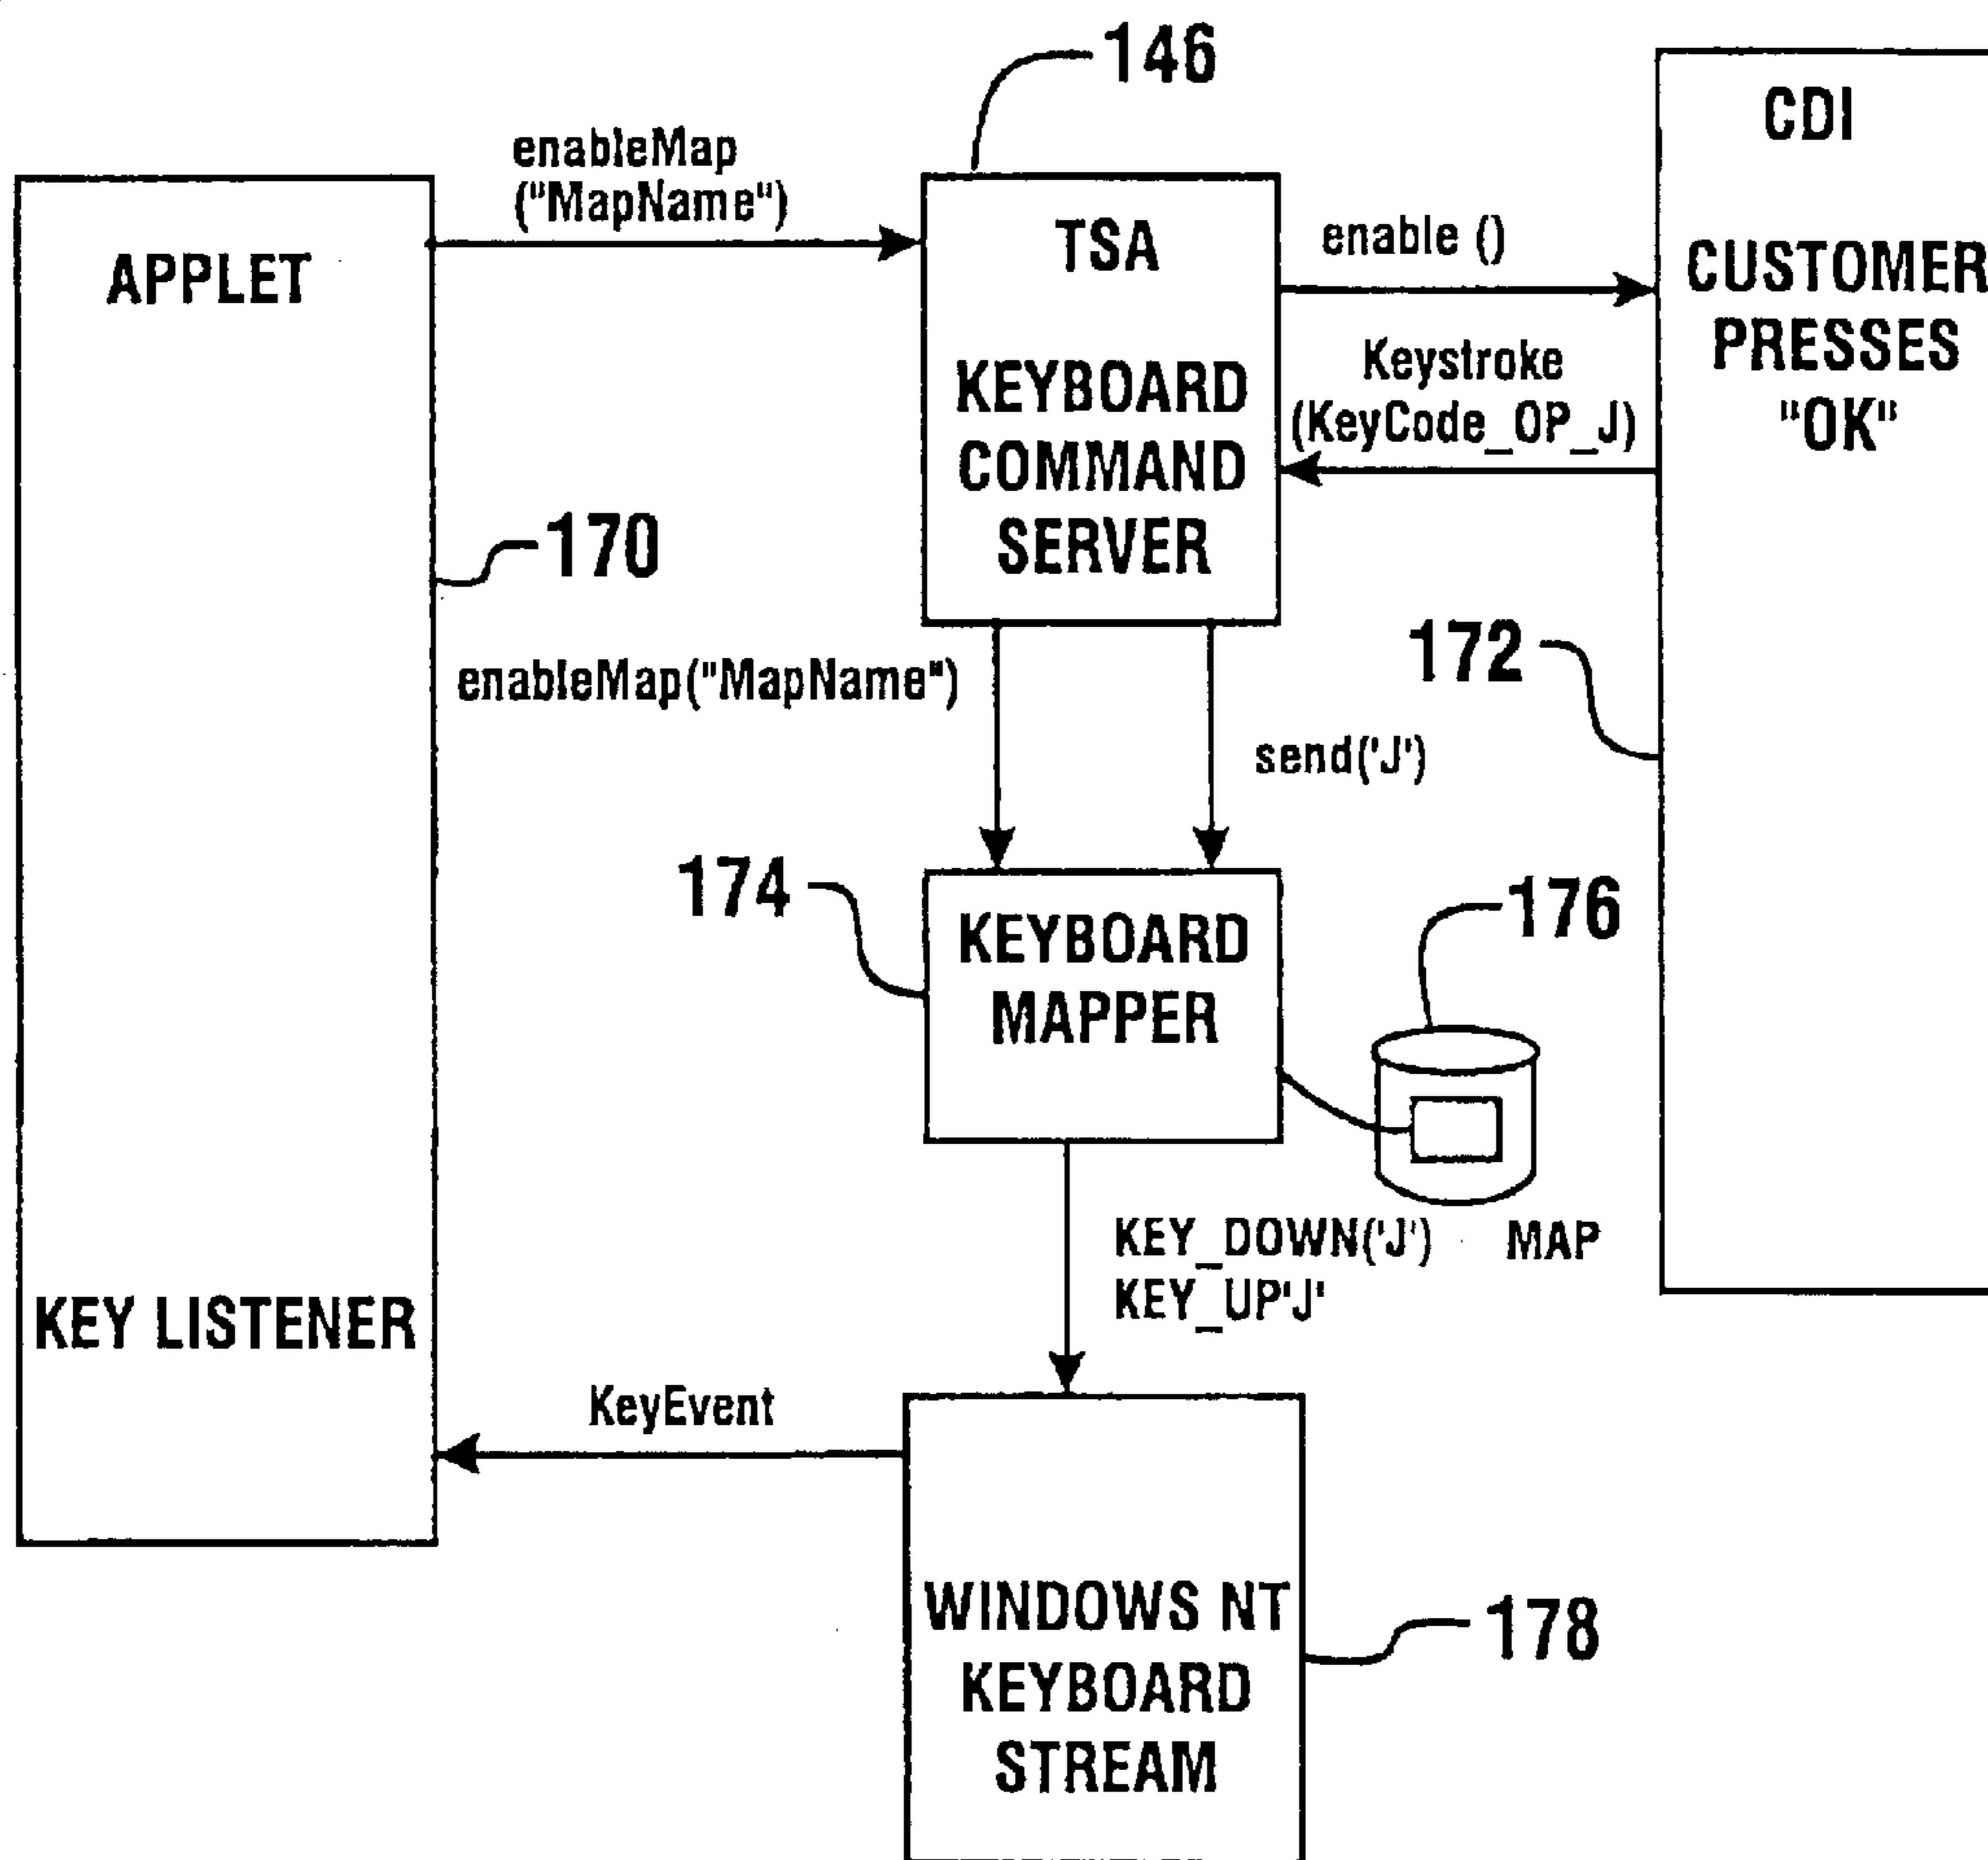 146
CDI
enableMap
("MapName")
APPLET
TSA
enable ()
CUSTOMER
PRESSES
"OK"
KEYBOARD
COMMAND
SERVER
Keystroke
(KeyCode_OP_J)
170
172
enableMap("MapName")
send('J')
174
KEYBOARD
MAPPER
176
KEY_DOWN('J')
KEY_UP'J'
MAP
KEY LISTENER
KeyEvent
WINDOWS NT
KEYBOARD
STREAM
178